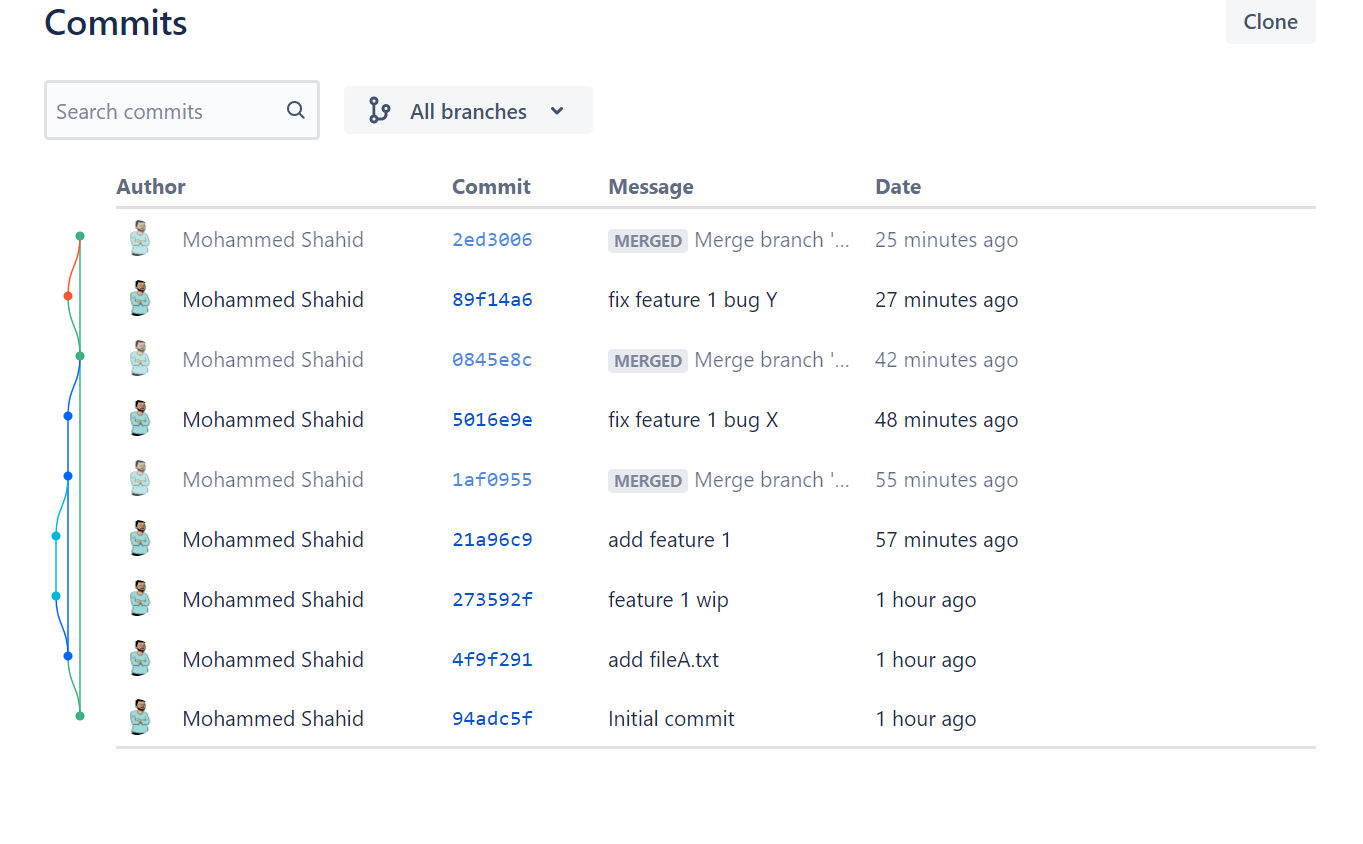 Commits
Clone
Search commits
All branches
Author Commit Message Date
Mohammed Shahid 2ed3006 MERGED Merge branch '... 25 minutes ago
Mohammed Shahid 89f14a6 fix feature 1 bug Y 27 minutes ago
Mohammed Shahid 0845e8c MERGED Merge branch '... 42 minutes ago
Mohammed Shahid 5016e9e fix feature 1 bug X 48 minutes ago
Mohammed Shahid 1af0955 MERGED Merge branch '... 55 minutes ago
Mohammed Shahid 21a96c9 add feature 1 57 minutes ago
Mohammed Shahid 273592f feature 1 wip 1 hour ago
Mohammed Shahid 4f9f291 add fileA.txt 1 hour ago
Mohammed Shahid 94adc5f Initial commit 1 hour ago